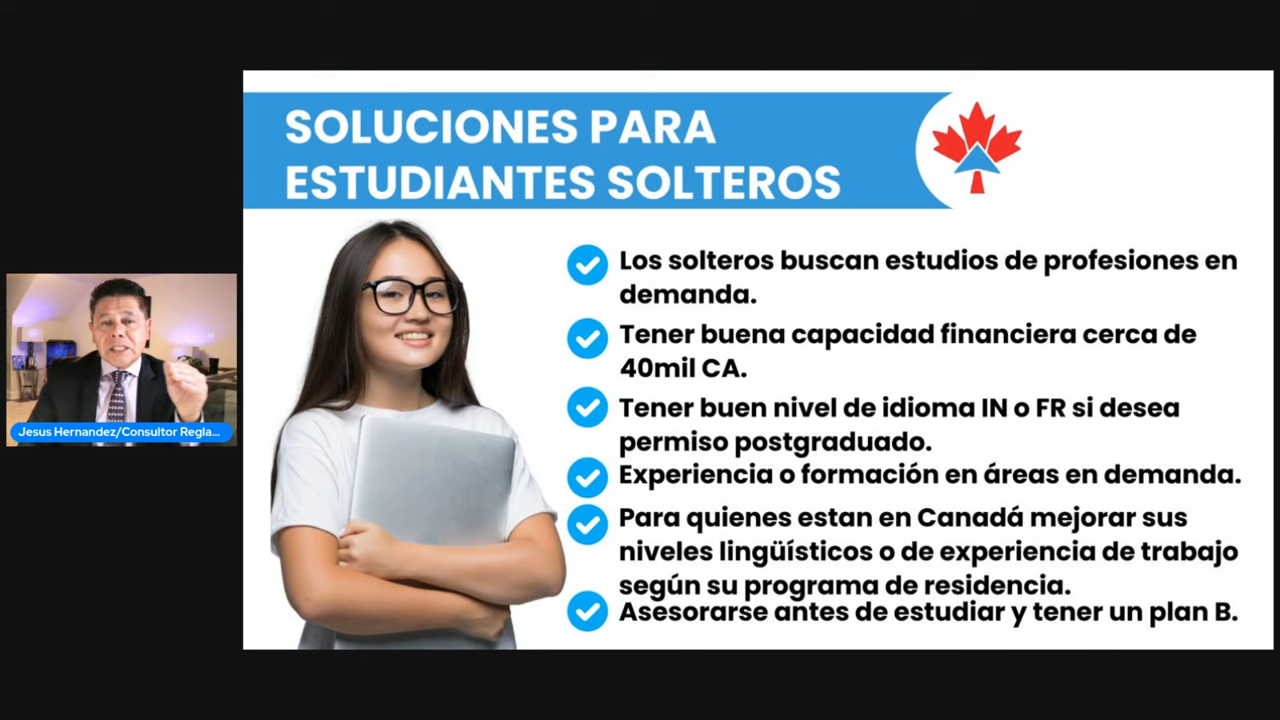 SOLUCIONES PARA
ESTUDIANTES SOLTEROS
Los solteros buscan estudios de profesiones en
demanda.
Tener buena capacidad financiera cerca de
40mil CA.
Tener buen nivel de idioma IN o FR si desea
permiso postgraduado.
Experiencia o formación en áreas en demanda.
Para quienes estan en Canadá mejorar sus
niveles lingüísticos o de experiencia de trabajo
según su programa de residencia.
Asesorarse antes de estudiar y tener un plan B.
Jesus Hernandez/Consultor Regla...